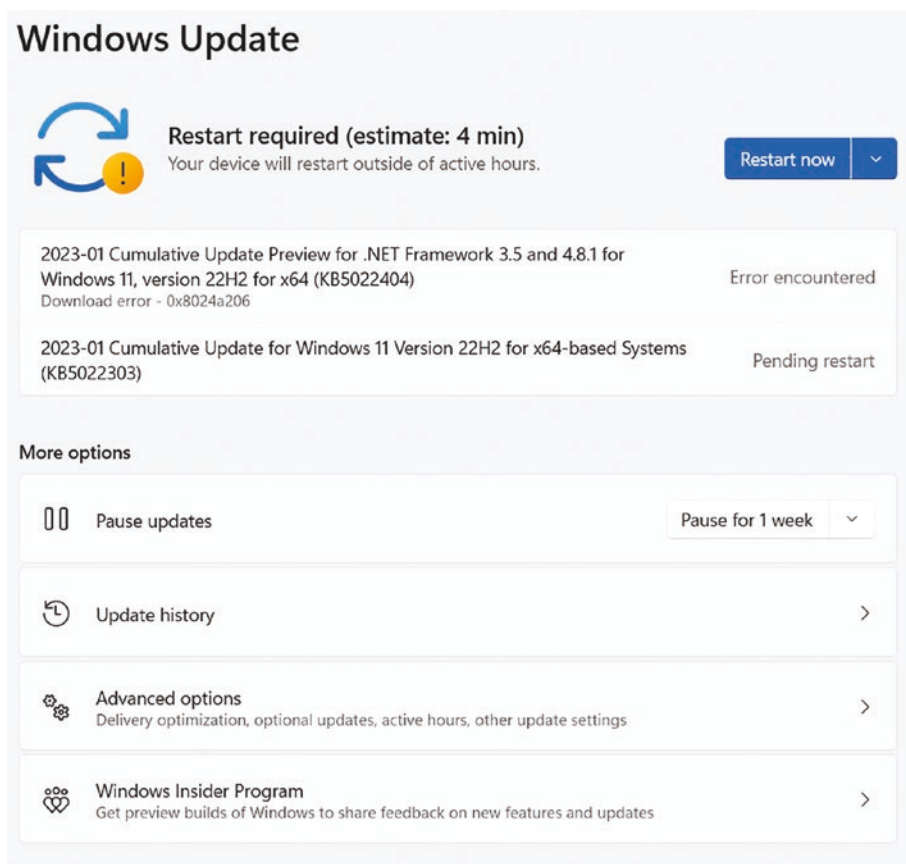 Windows Update
Restart required (estimate: 4 min)
Your device will restart outside of active hours.
Restart now
2023-01 Cumulative Update Preview for .NET Framework 3.5 and 4.8.1 for
Windows 11, version 22H2 for x64 (KB5022404)
Download error - 0x8024a206
Error encountered
2023-01 Cumulative Update for Windows 11 Version 22H2 for x64-based Systems
(KB5022303)
Pending restart
More options
Pause updates
Pause for 1 week
Update history
Advanced options
Delivery optimization, optional updates, active hours, other update settings
Windows Insider Program
Get preview builds of Windows to share feedback on new features and updates